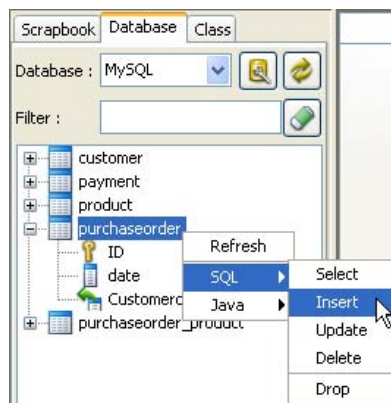 Scrapbook Database Class
Database : MySQL
Filter :
customer
payment
product
purchaseorder
Refresh
ID
SQL
Select
date
Java
Insert
Update
purchaseorder_product
Delete
Drop